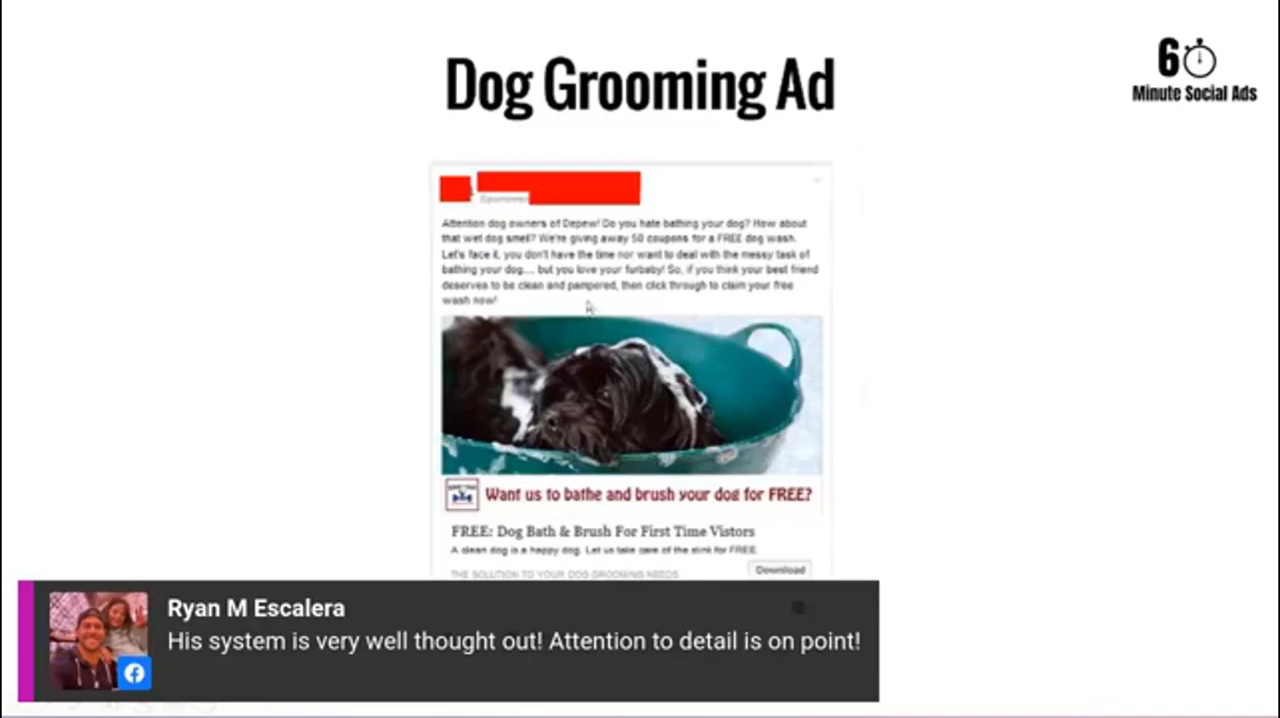 Dog Grooming Ad
6
Minute Social Ads
Sponsored
Attention dog owners of Depew! Do you hate bathing your dog? How about
that wet dog smell? We're giving away 50 coupons for a FREE dog wash.
Let's face it, you don't have the time nor want to deal with the messy task of
bathing your dog.... but you love your furbaby! So, if you think your best friend
deserves to be clean and pampered, then click through to claim your free
wash now!
Want us to bathe and brush your dog for FREE?
FREE: Dog Bath & Brush For First Time Vistors
A clean dog is a happy dog. Let us take care of the stink for FREE.
THE SOLUTION TO YOUR DOG GROOMING NEEDS
Download
Ryan M Escalera
His system is very well thought out! Attention to detail is on point!